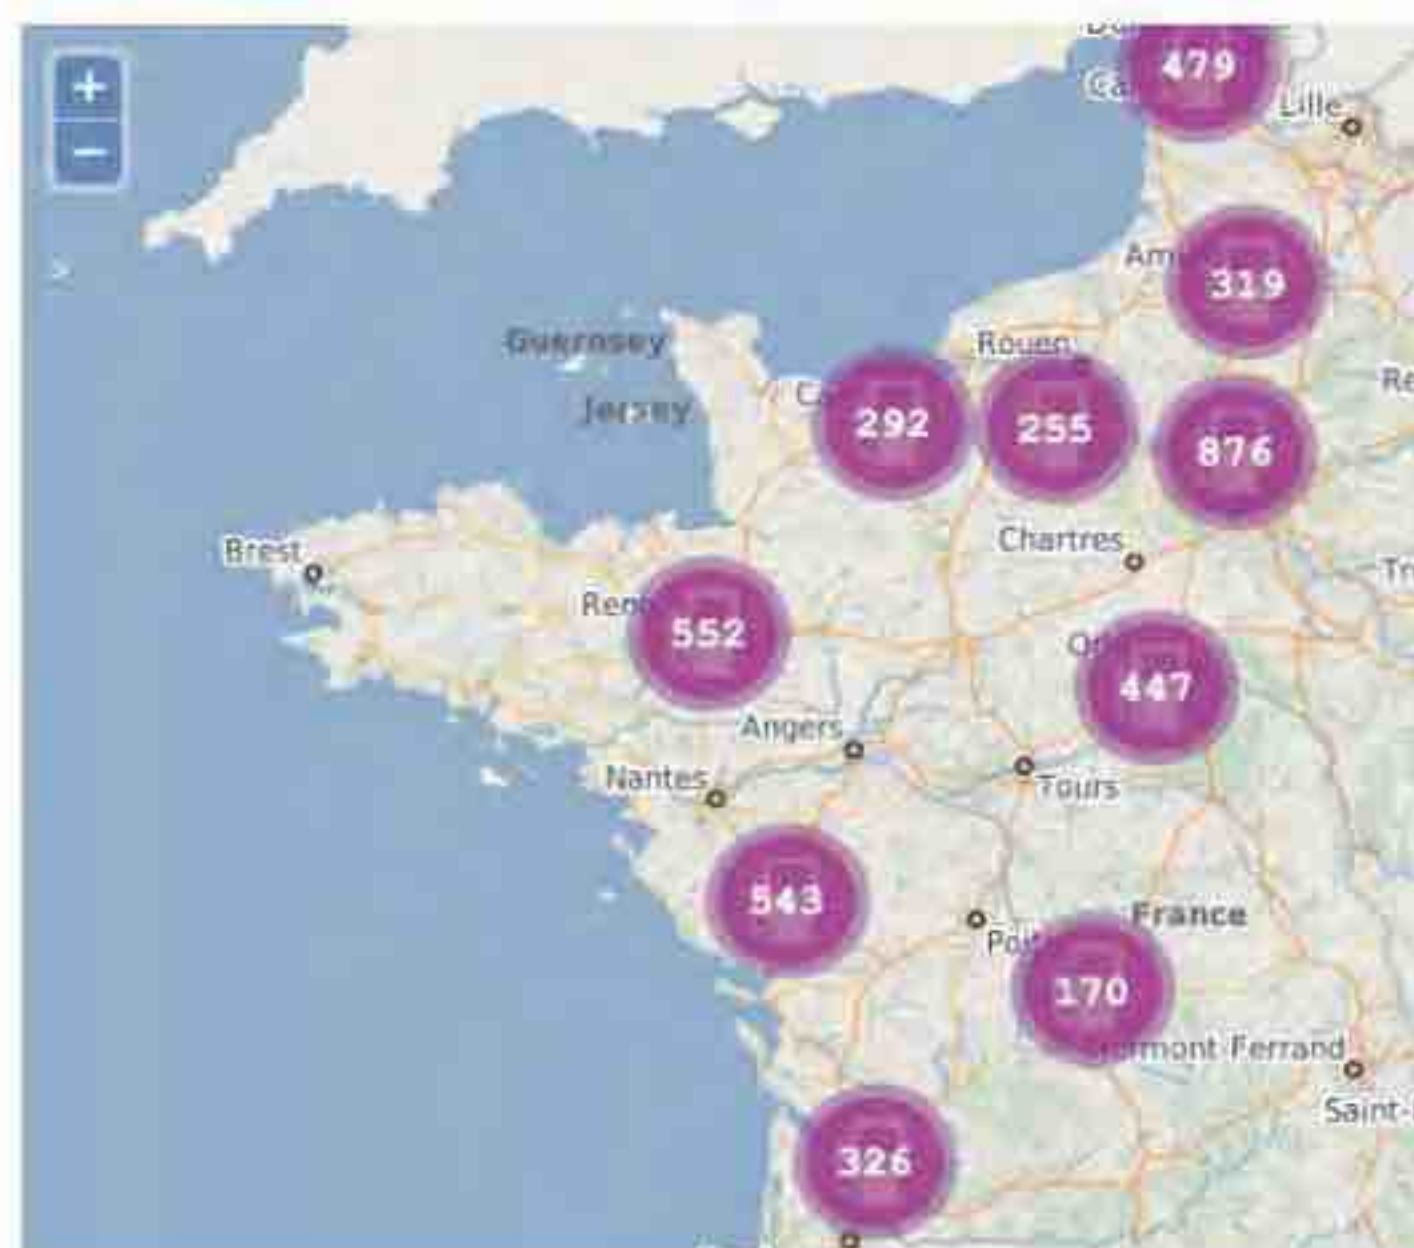 +
479
Lille
−
>
319
Guernsey
Rouen
Jersey
292
255
876
Chartres
Brest
552
447
Angers
Nantes
Tours
543
France
170
326